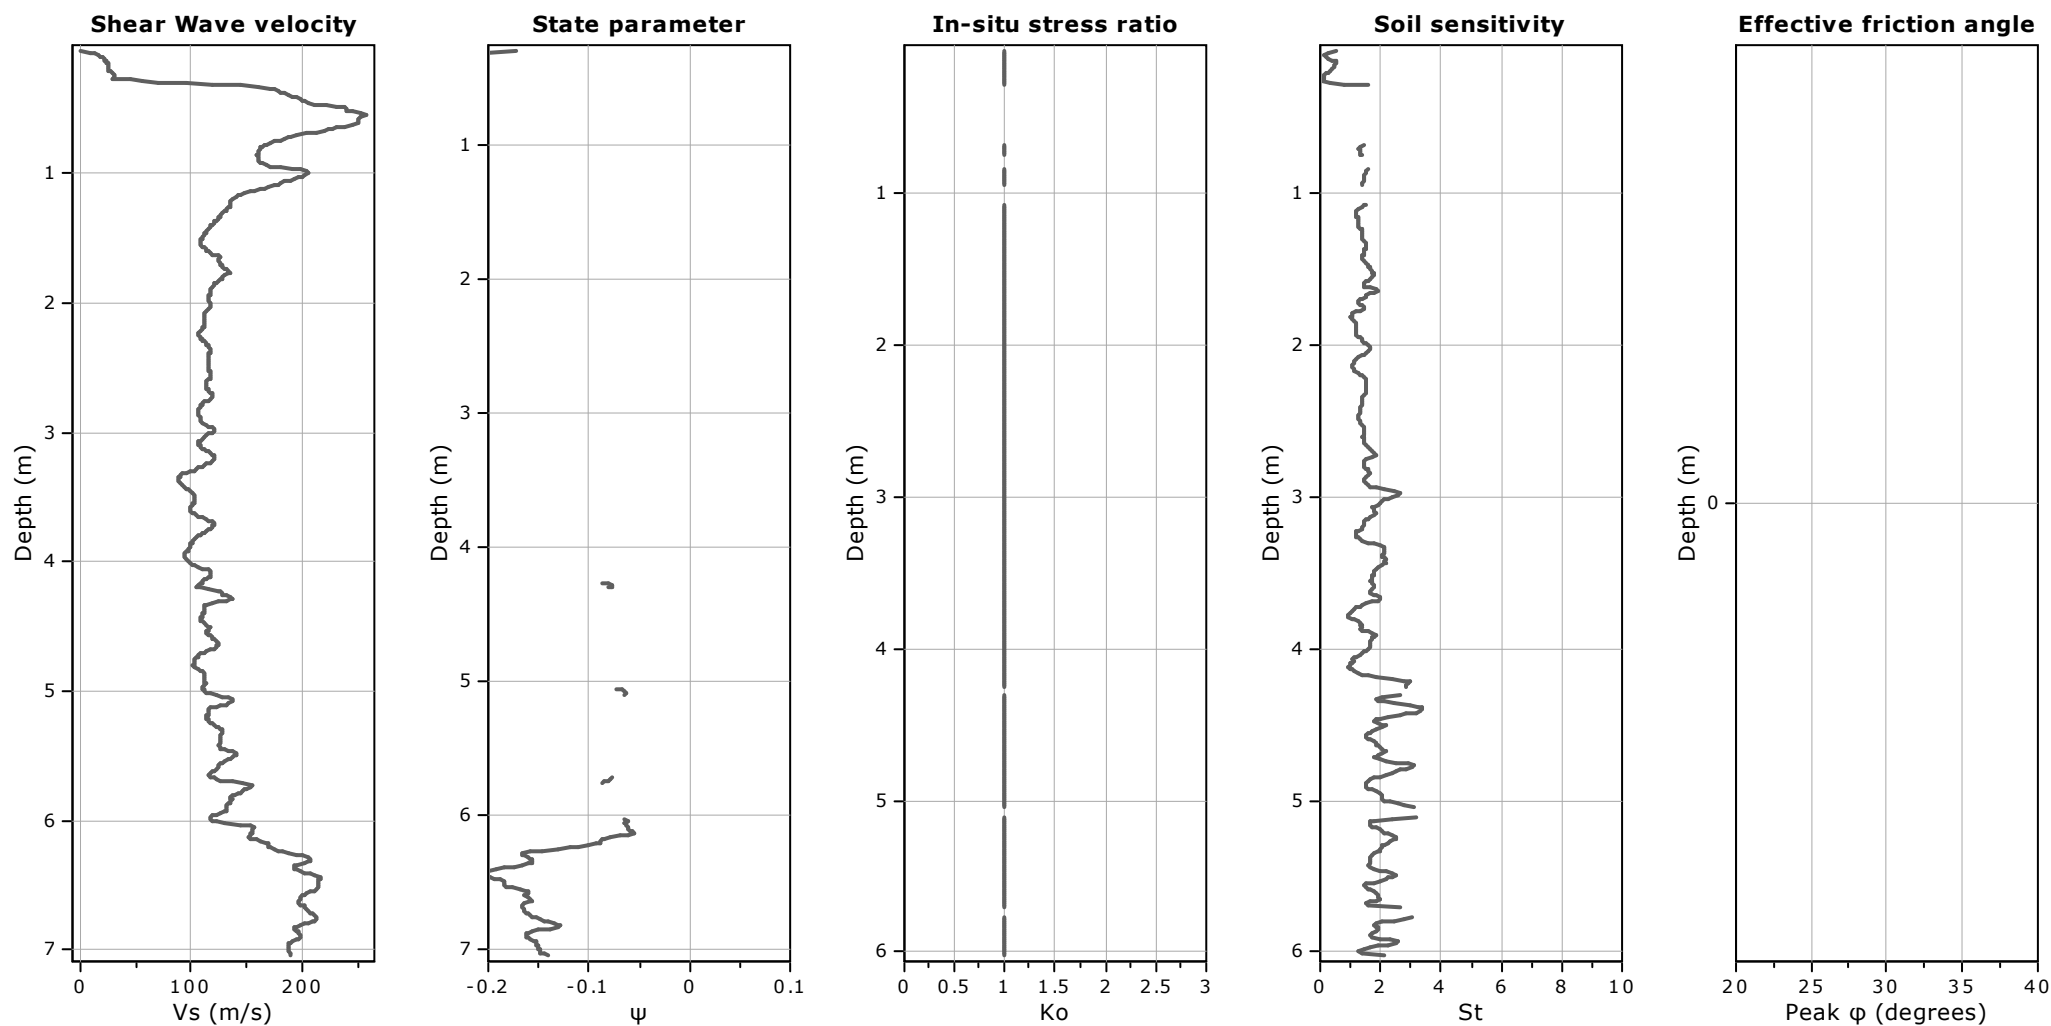 Shear Wave velocity
Depth (m)
1
2
3
4
5
6
7
0 100 200
Vs (m/s)
State parameter
Depth (m)
1
2
3
4
5
6
7
-0.2 -0.1 0 0.1
ψ
In-situ stress ratio
Depth (m)
1
2
3
4
5
6
0 0.5 1 1.5 2 2.5 3
Ko
Soil sensitivity
Depth (m)
1
2
3
4
5
6
0 2 4 6 8 10
St
Effective friction angle
Depth (m)
0
20 25 30 35 40
Peak φ (degrees)